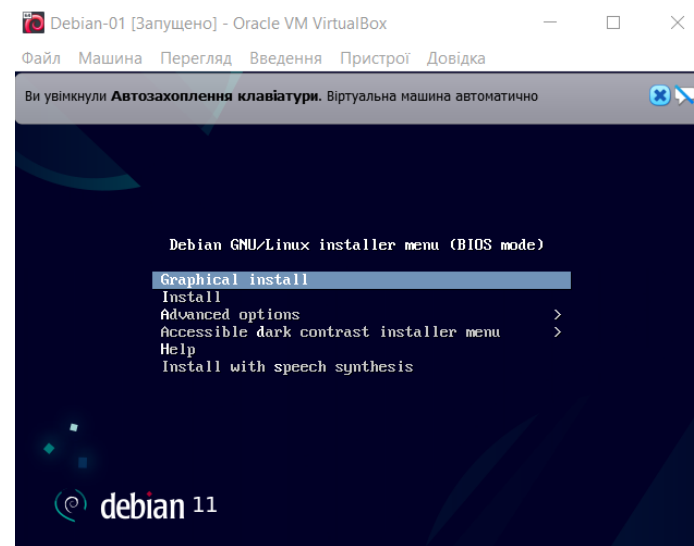 Debian-01 [Запущено] - Oracle VM VirtualBox
Файл Машина Перегляд Введення Пристрої Довідка
Ви увімкнули Автозахоплення клавіатури. Віртуальна машина автоматично
Debian GNU/Linux installer menu (BIOS mode)
Graphical install
Install
Advanced options >
Accessible dark contrast installer menu >
Help
Install with speech synthesis
debian 11